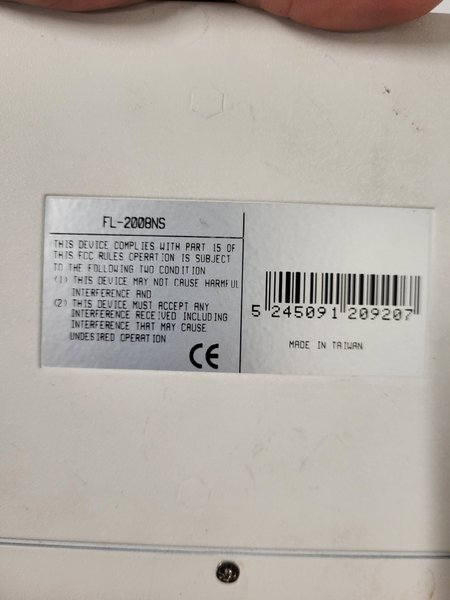 FL-2008NS
THIS DEVICE COMPLIES WITH PART 15 OF
THIS FCC RULES OPERATION IS SUBJECT
TO THE FOLLOWING TWO CONDITION
(1) THIS DEVICE MAY NOT CAUSE HARMFUL
INTERFERENCE AND
(2) THIS DEVICE MUST ACCEPT ANY
INTERFERENCE RECEIVED INCLUDING
INTERFERENCE THAT MAY CAUSE
UNDESIRED OPERATION
CE
5 245091 209207
MADE IN TAIWAN